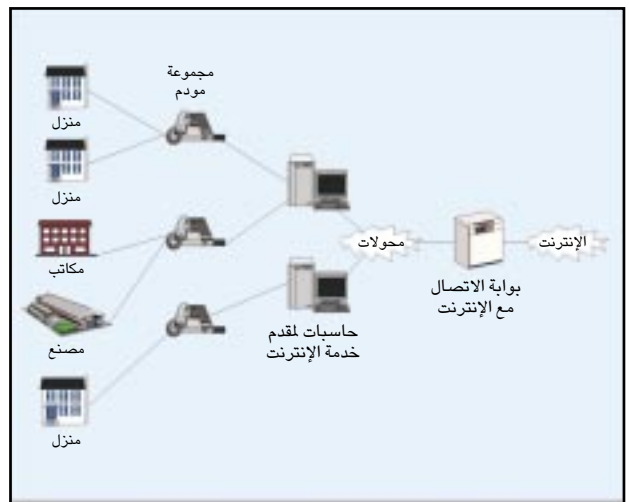 مجموعة
مودم
منزل
منزل
مكاتب
مصنع
منزل
حاسبات لمقدم
خدمة الإنترنت
محولات
بوابة الاتصال
مع الإنترنت
الإنترنت